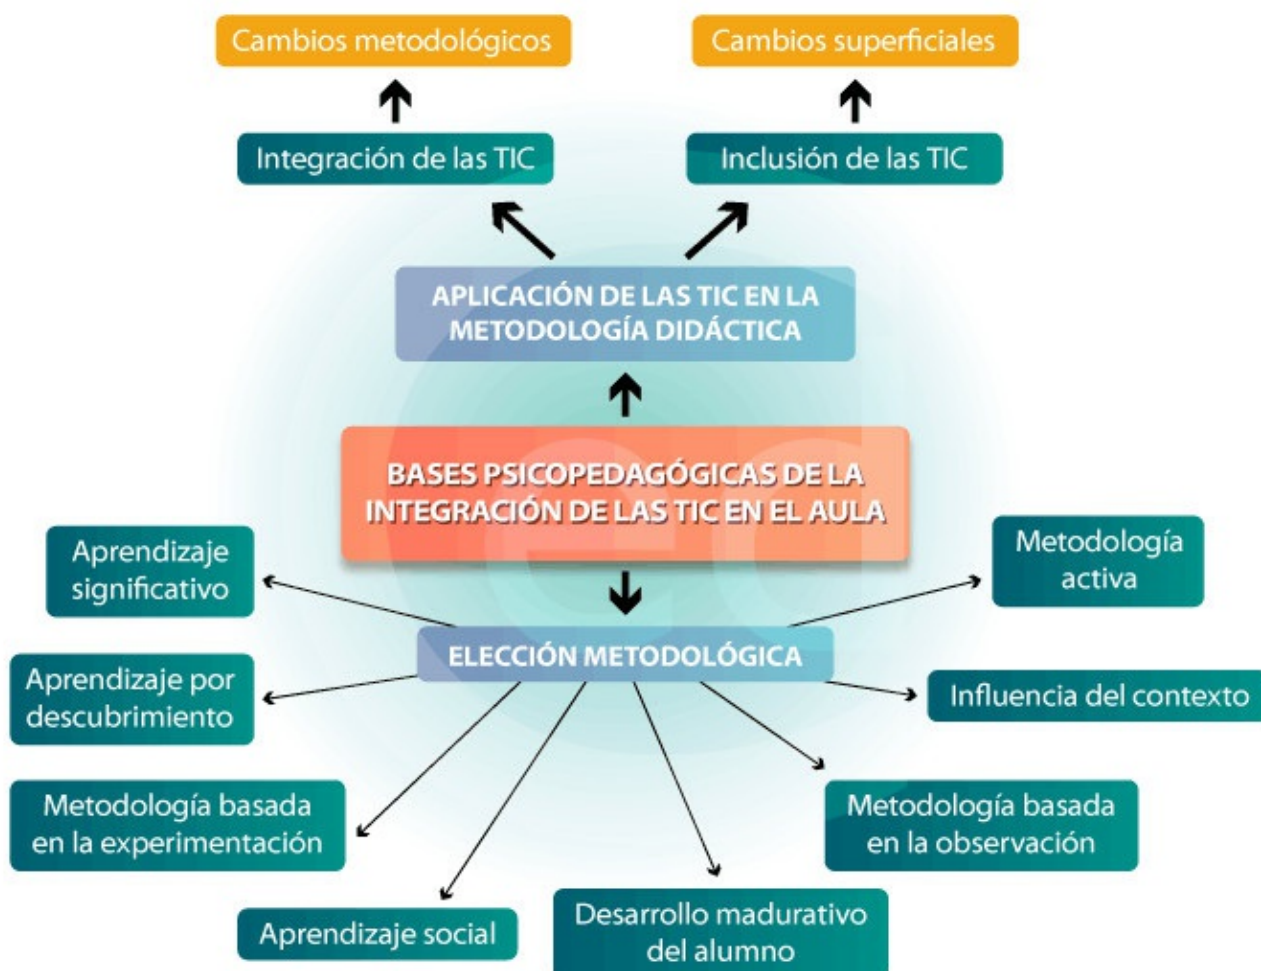 Cambios metodológicos
Cambios superficiales
Integración de las TIC
Inclusión de las TIC
APLICACIÓN DE LAS TIC EN LA
METODOLOGÍA DIDÁCTICA
BASES PSICOPEDAGÓGICAS DE LA
INTEGRACIÓN DE LAS TIC EN EL AULA
ELECCIÓN METODOLÓGICA
Aprendizaje
significativo
Aprendizaje por
descubrimiento
Metodología basada
en la experimentación
Aprendizaje social
Desarrollo madurativo
del alumno
Metodología basada
en la observación
Influencia del contexto
Metodología
activa
ed